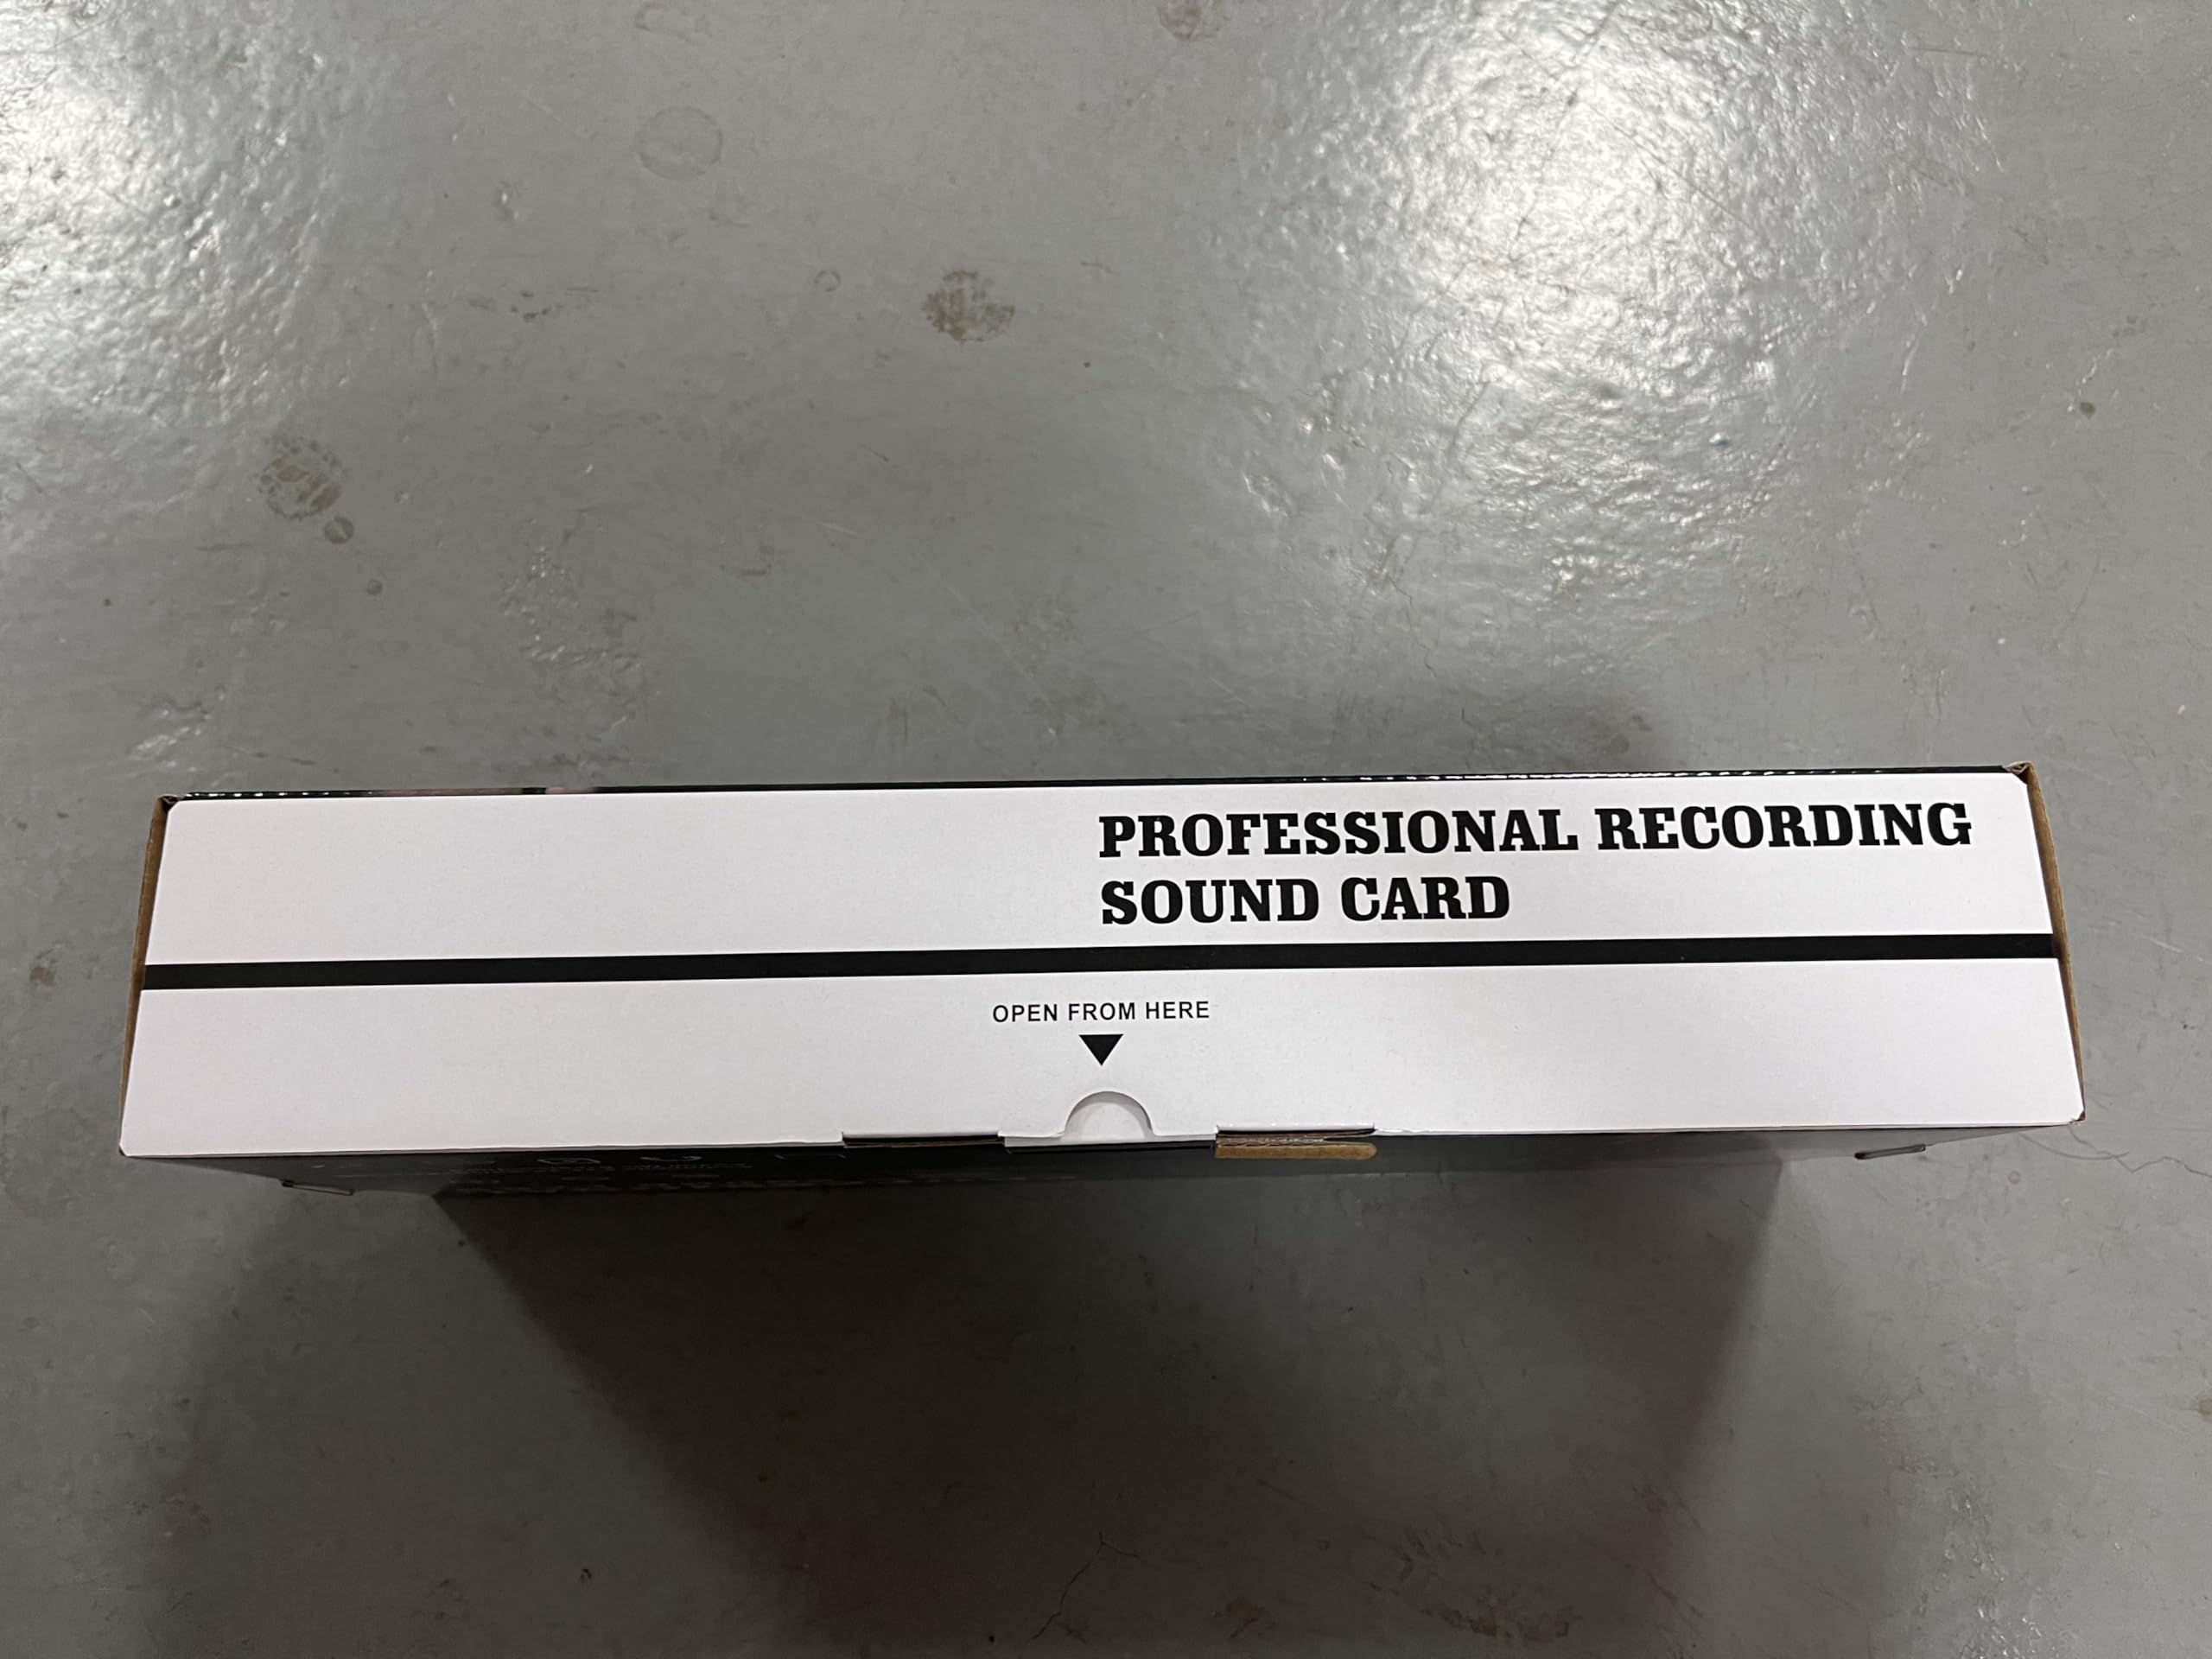 PROFESSIONAL RECORDING
SOUND CARD
OPEN FROM HERE